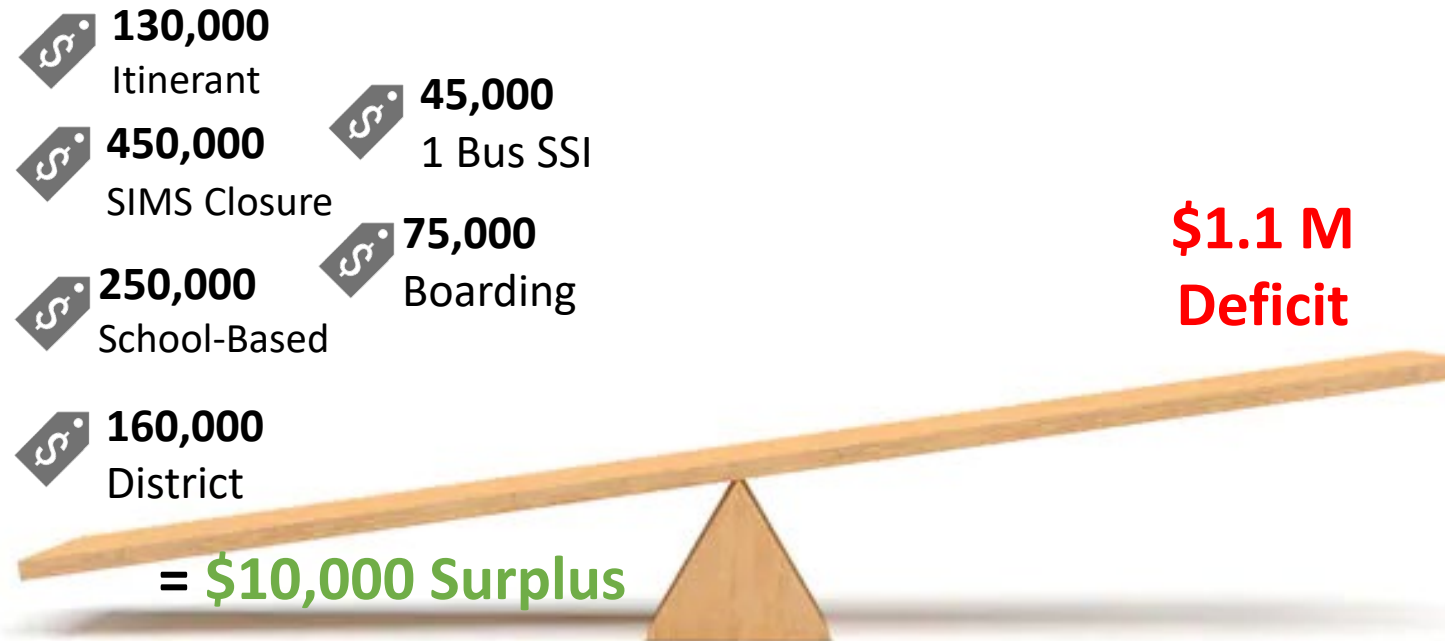 130,000
Itinerant
45,000
1 Bus SSI
450,000
SIMS Closure
75,000
Boarding
250,000
School-Based
160,000
District
$1.1 M
Deficit
= $10,000 Surplus